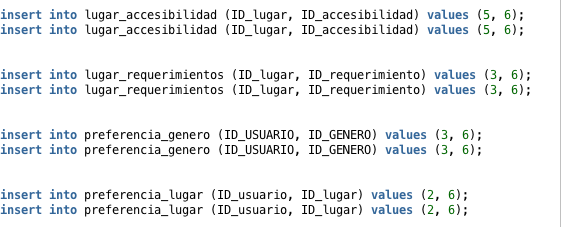 insert into lugar_accesibilidad (ID_lugar, ID_accesibilidad) values (5, 6);
insert into lugar_accesibilidad (ID_lugar, ID_accesibilidad) values (5, 6);
insert into lugar_requerimientos (ID_lugar, ID_requerimiento) values (3, 6);
insert into lugar_requerimientos (ID_lugar, ID_requerimiento) values (3, 6);
insert into preferencia_genero (ID_USUARIO, ID_GENERO) values (3, 6);
insert into preferencia_genero (ID_USUARIO, ID_GENERO) values (3, 6);
insert into preferencia_lugar (ID_usuario, ID_lugar) values (2, 6);
insert into preferencia_lugar (ID_usuario, ID_lugar) values (2, 6);